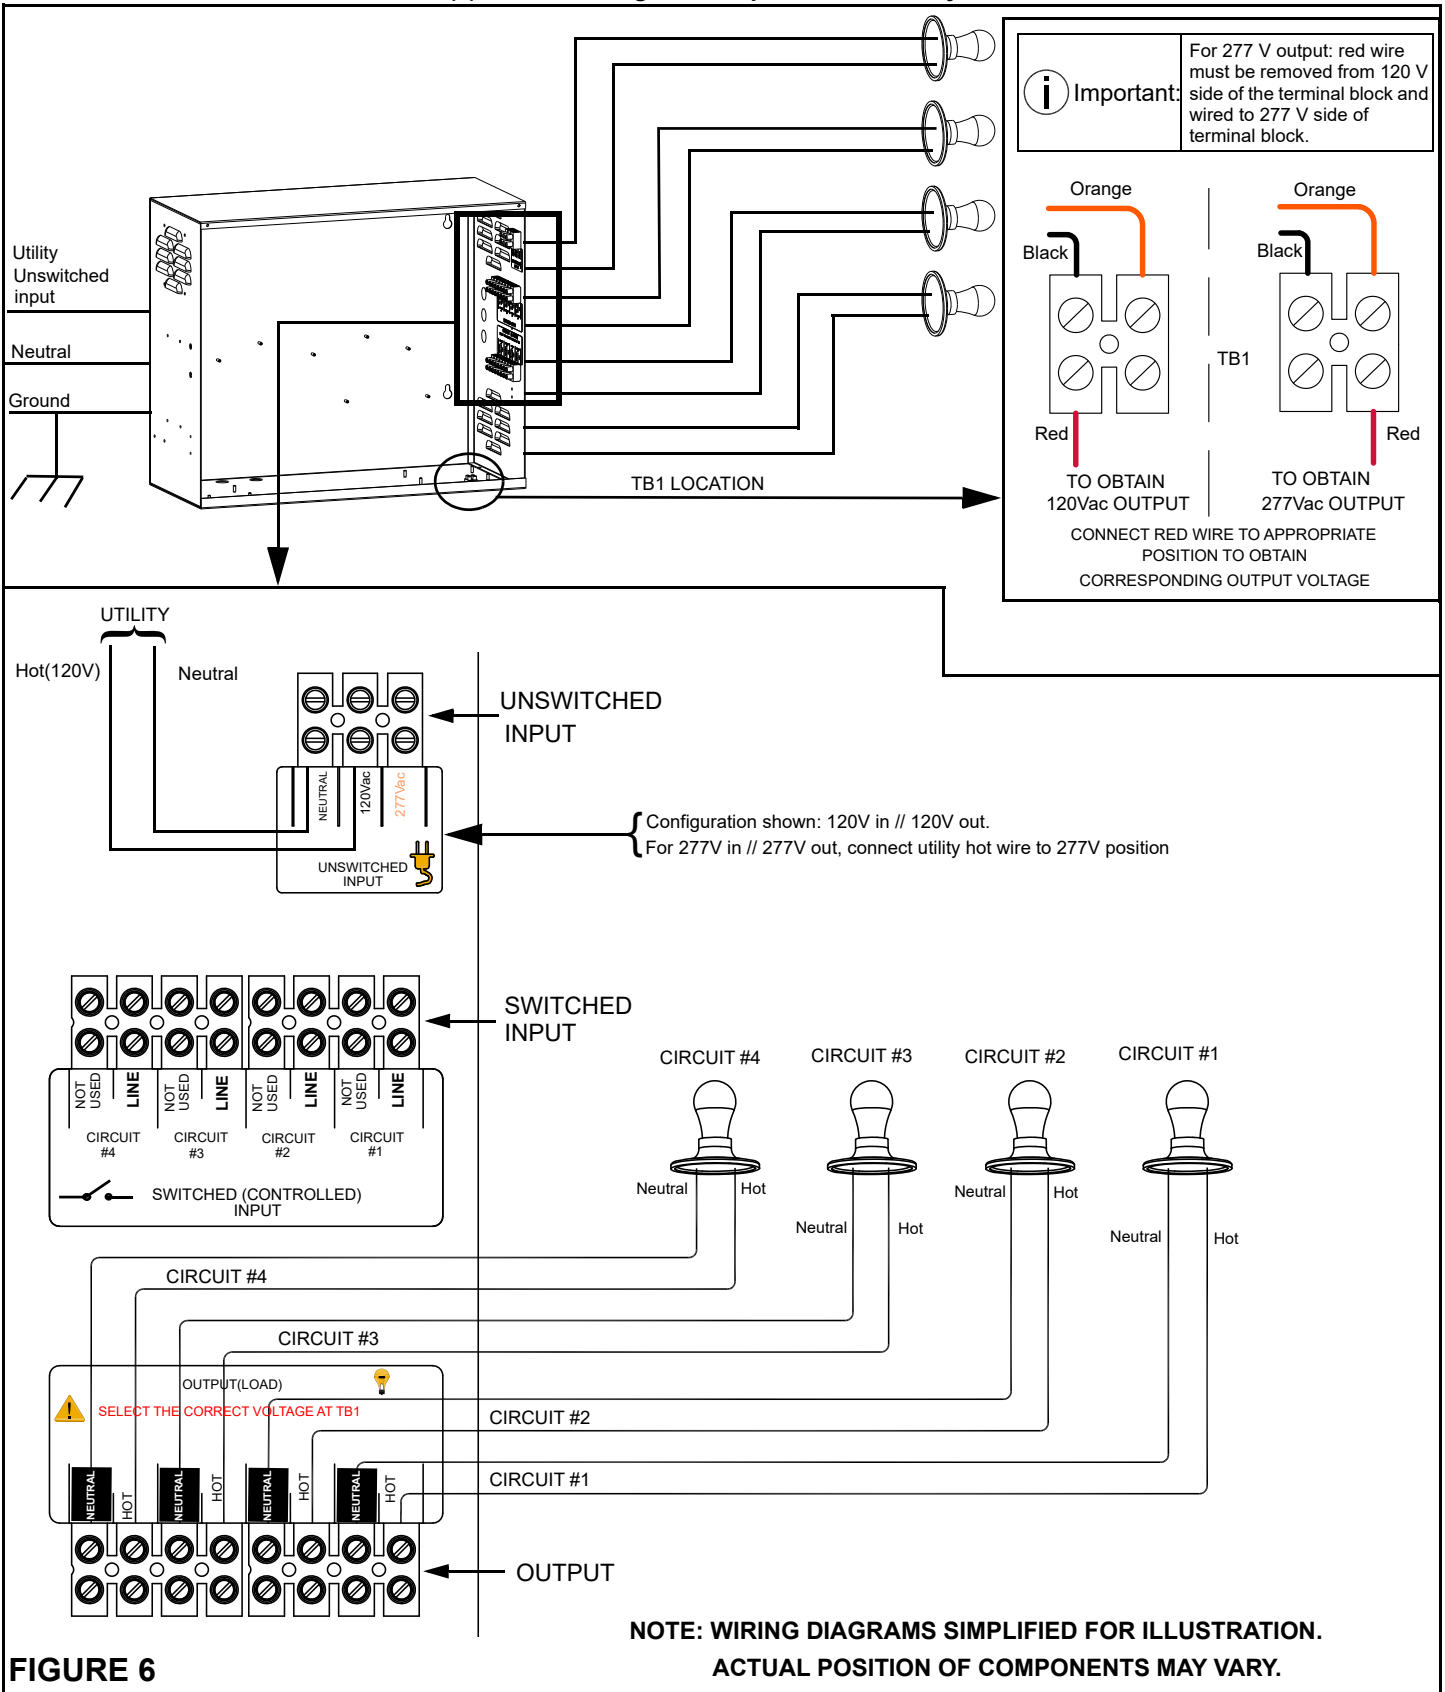 For 277 V output: red wire
must be removed from 120 V
side of the terminal block and
wired to 277 V side of
terminal block.
i Important:
Orange
Orange
Black
Black
TB1
Red
Red
TO OBTAIN
120Vac OUTPUT
TO OBTAIN
277Vac OUTPUT
CONNECT RED WIRE TO APPROPRIATE
POSITION TO OBTAIN
CORRESPONDING OUTPUT VOLTAGE
Utility
Unswitched
input
Neutral
Ground
TB1 LOCATION
UTILITY
Hot(120V)
Neutral
UNSWITCHED
INPUT
NEUTRAL
120Vac
277Vac
UNSWITCHED
INPUT
Configuration shown: 120V in // 120V out.
For 277V in // 277V out, connect utility hot wire to 277V position
SWITCHED
INPUT
NOT
USED
LINE
NOT
USED
LINE
NOT
USED
LINE
NOT
USED
LINE
CIRCUIT
#4
CIRCUIT
#3
CIRCUIT
#2
CIRCUIT
#1
SWITCHED (CONTROLLED)
INPUT
CIRCUIT #4
CIRCUIT #3
CIRCUIT #2
CIRCUIT #1
Neutral
Hot
Neutral
Hot
Neutral
Hot
Neutral
Hot
CIRCUIT #4
CIRCUIT #3
CIRCUIT #2
CIRCUIT #1
OUTPUT(LOAD)
SELECT THE CORRECT VOLTAGE AT TB1
NEUTRAL
HOT
NEUTRAL
HOT
NEUTRAL
HOT
NEUTRAL
HOT
OUTPUT
NOTE: WIRING DIAGRAMS SIMPLIFIED FOR ILLUSTRATION.
ACTUAL POSITION OF COMPONENTS MAY VARY.
FIGURE 6